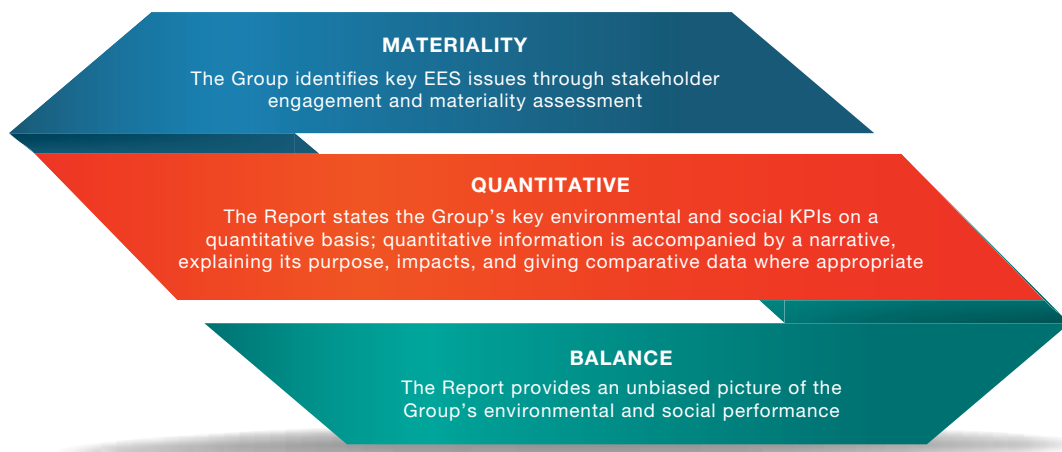 MATERIALITY
The Group identifies key EES issues through stakeholder
engagement and materiality assessment
QUANTITATIVE
The Report states the Group’s key environmental and social KPIs on a
quantitative basis; quantitative information is accompanied by a narrative,
explaining its purpose, impacts, and giving comparative data where appropriate
BALANCE
The Report provides an unbiased picture of the
Group’s environmental and social performance